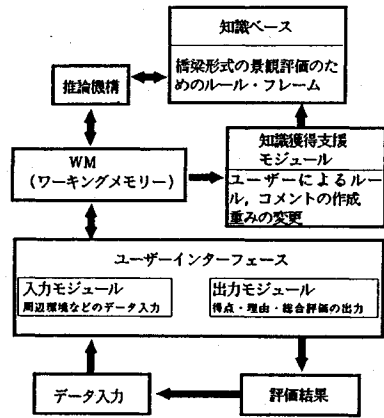 知識ベース
橋梁形式の景観評価のた
めのルール・フレーム
推論機構
知識獲得支援
モジュール
ユーザーによるルー
ル，コメントの作成
重みの変更
WM
（ワーキングメモリー）
ユーザーインターフェース
入力モジュール
周辺環境などのデータ入力
出力モジュール
得点・理由・総合評価の出力
データ入力
評価結果